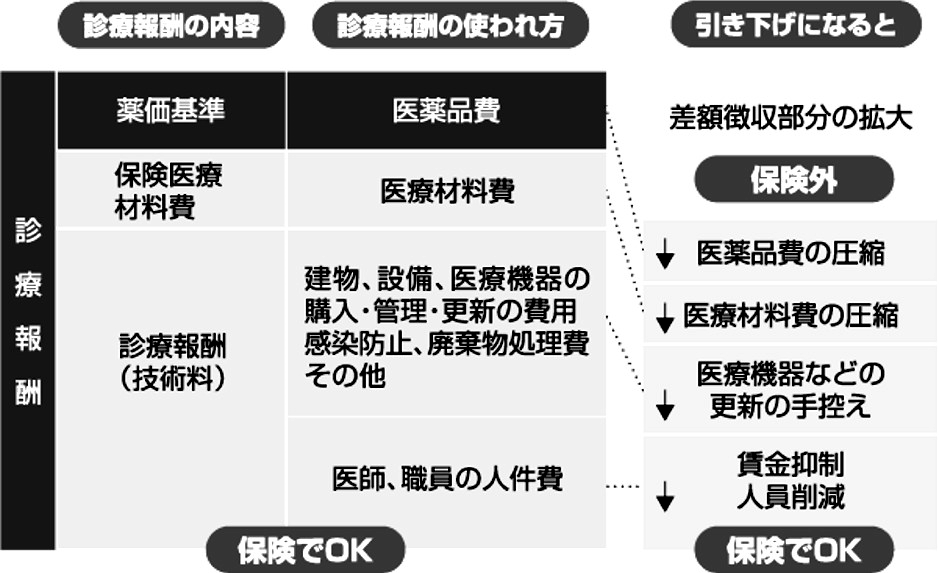 診療報酬の内容
診療報酬の使われ方
引き下げになると
診療報酬
薬価基準
医薬品費
保険医療
材料費
医療材料費
診療報酬
（技術料）
建物、設備、医療機器の
購入・管理・更新の費用
感染防止、廃棄物処理費
その他
医師、職員の人件費
保険でOK
差額徴収部分の拡大
保険外
↓ 医薬品費の圧縮
↓ 医療材料費の圧縮
医療機器などの
↓ 更新の手控え
賃金抑制
↓ 人員削減
保険でOK